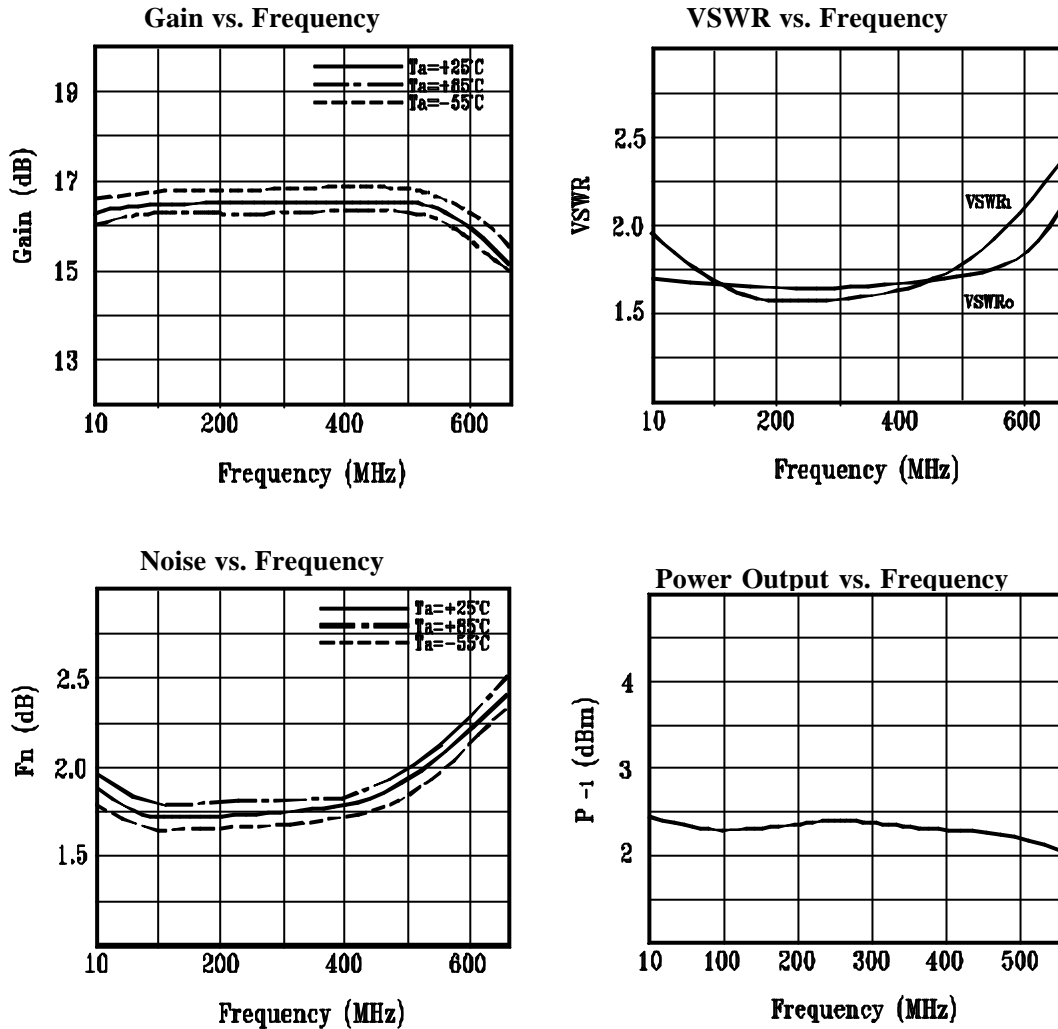 Gain vs. Frequency
Ta=+25°C
Ta=+85°C
Ta=-55°C
19
17
15
13
Gain (dB)
10 200 400 600
Frequency (MHz)
VSWR vs. Frequency
2.5
2.0
1.5
VSWR
VSWRi
VSWRo
10 200 400 600
Frequency (MHz)
Noise vs. Frequency
Ta=+25°C
Ta=+85°C
Ta=-55°C
2.5
2.0
1.5
Fn (dB)
10 200 400 600
Frequency (MHz)
Power Output vs. Frequency
4
3
2
P -1 (dBm)
10 100 200 300 400 500
Frequency (MHz)